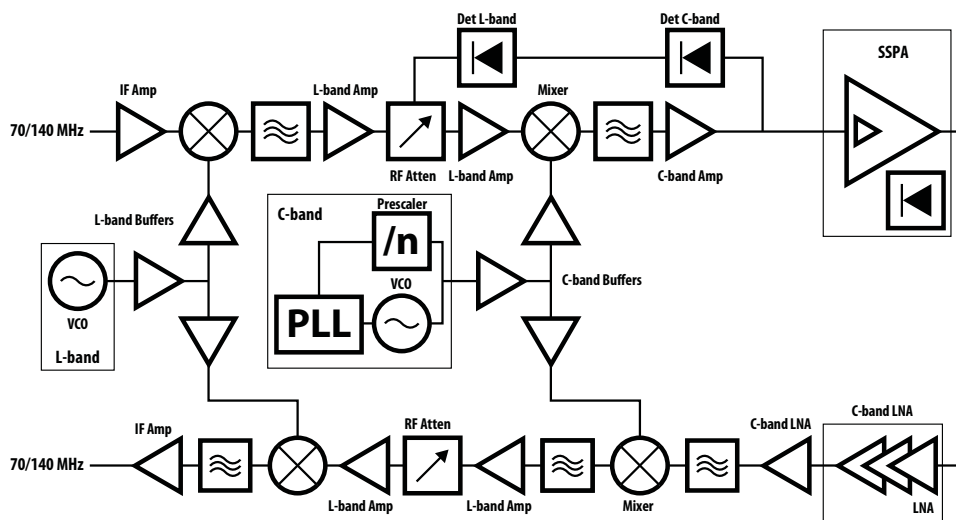 Det L-band
Det C-band
SSPA
IF Amp
L-band Amp
Mixer
70/140 MHz
RF Atten
L-band Amp
C-band Amp
L-band Buffers
C-band
Prescaler
/n
VCO
PLL
C-band Buffers
VCO
L-band
IF Amp
RF Atten
C-band LNA
C-band LNA
70/140 MHz
L-band Amp
L-band Amp
Mixer
LNA